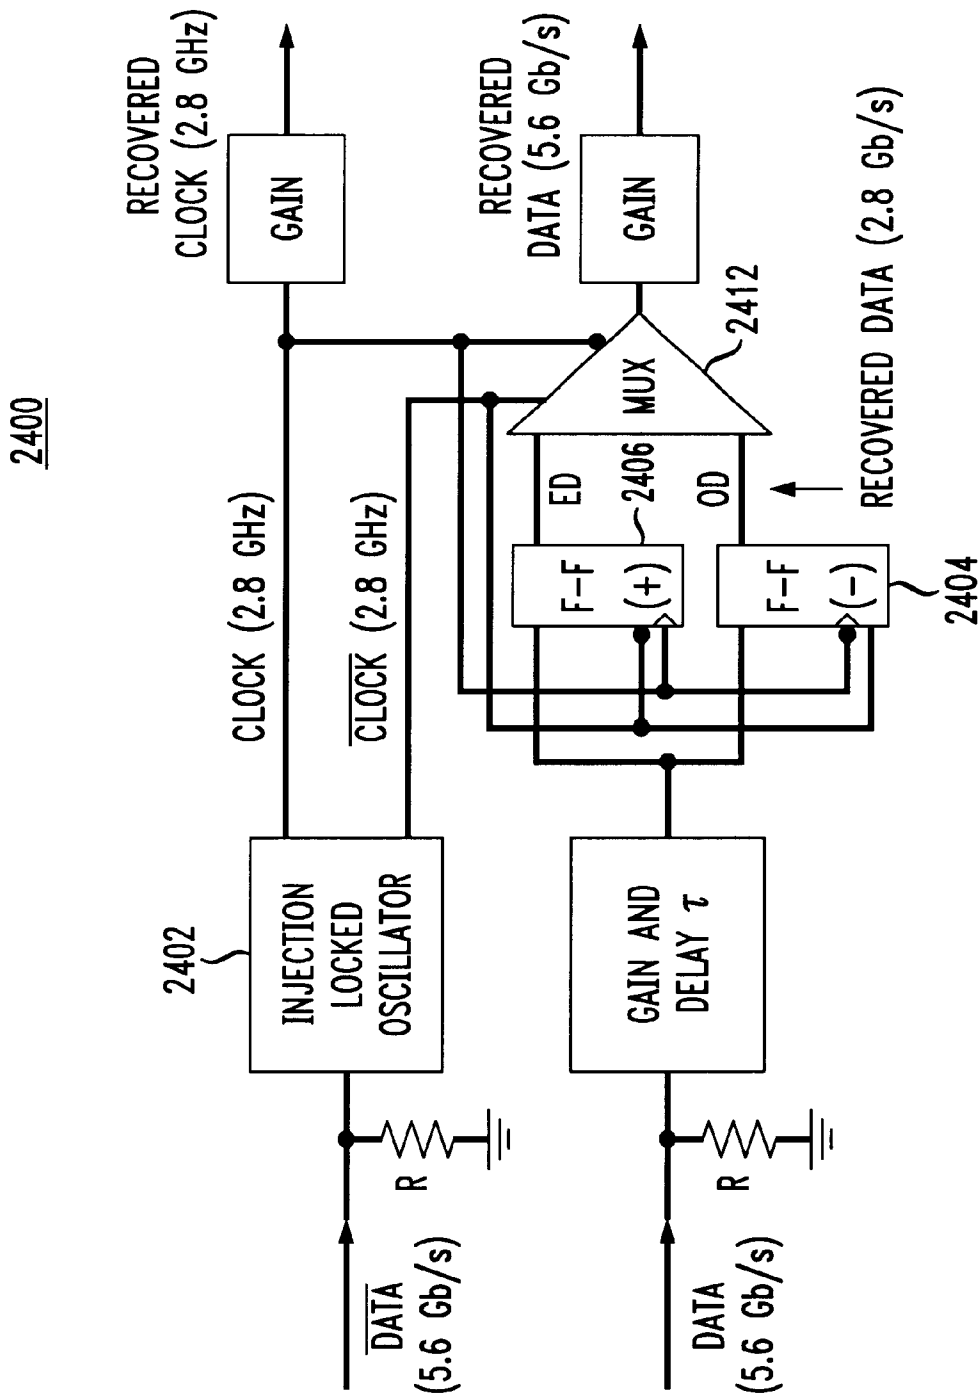 2400
DATA
(5.6 Gb/s)
R
2402
INJECTION
LOCKED
OSCILLATOR
CLOCK (2.8 GHz)
CLOCK (2.8 GHz)
GAIN
RECOVERED
CLOCK (2.8 GHz)
DATA
(5.6 Gb/s)
R
GAIN AND
DELAY τ
F-F
(+)
2406
ED
F-F
(-)
2404
OD
MUX
2412
GAIN
RECOVERED
DATA (5.6 Gb/s)
RECOVERED DATA (2.8 Gb/s)